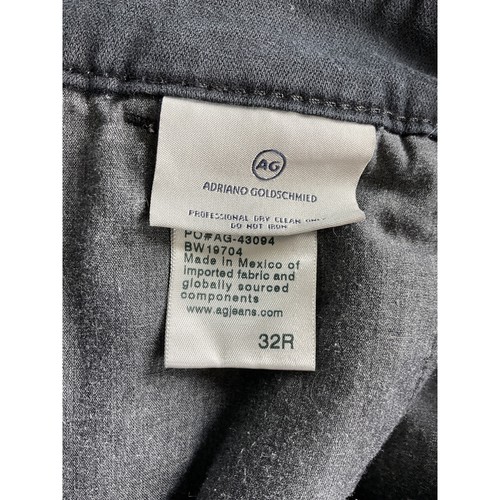 AG
ADRIANO GOLDSCHMIED
PROFESSIONAL DRY CLEAN ONLY
DO NOT IRON
PO#AG-43094
BW19704
Made in Mexico of
imported fabric and
globally sourced
components
www.agjeans.com
32R